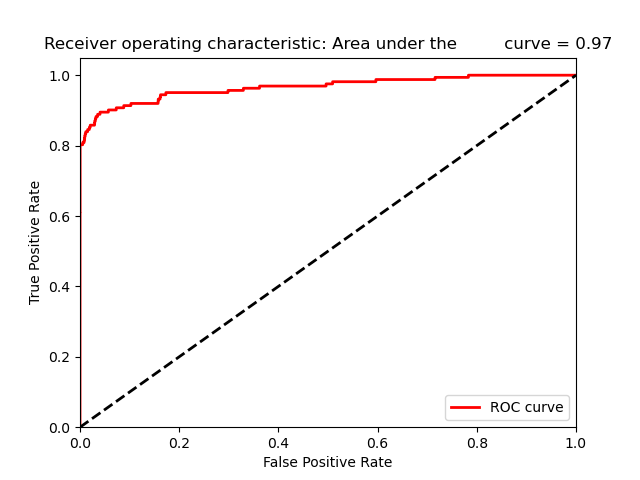 Receiver operating characteristic: Area under the         curve = 0.97
1.0
0.8
0.6
0.4
0.2
0.0
True Positive Rate
ROC curve
0.0 0.2 0.4 0.6 0.8 1.0
False Positive Rate